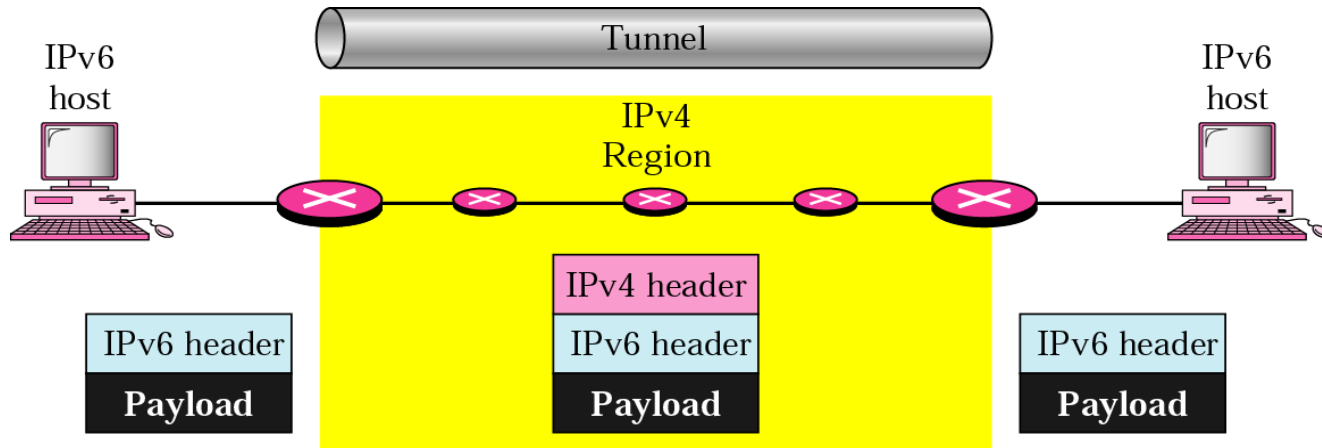 Tunnel
IPv6
host
IPv6
host
IPv4
Region
IPv4 header
IPv6 header
IPv6 header
IPv6 header
Payload
Payload
Payload